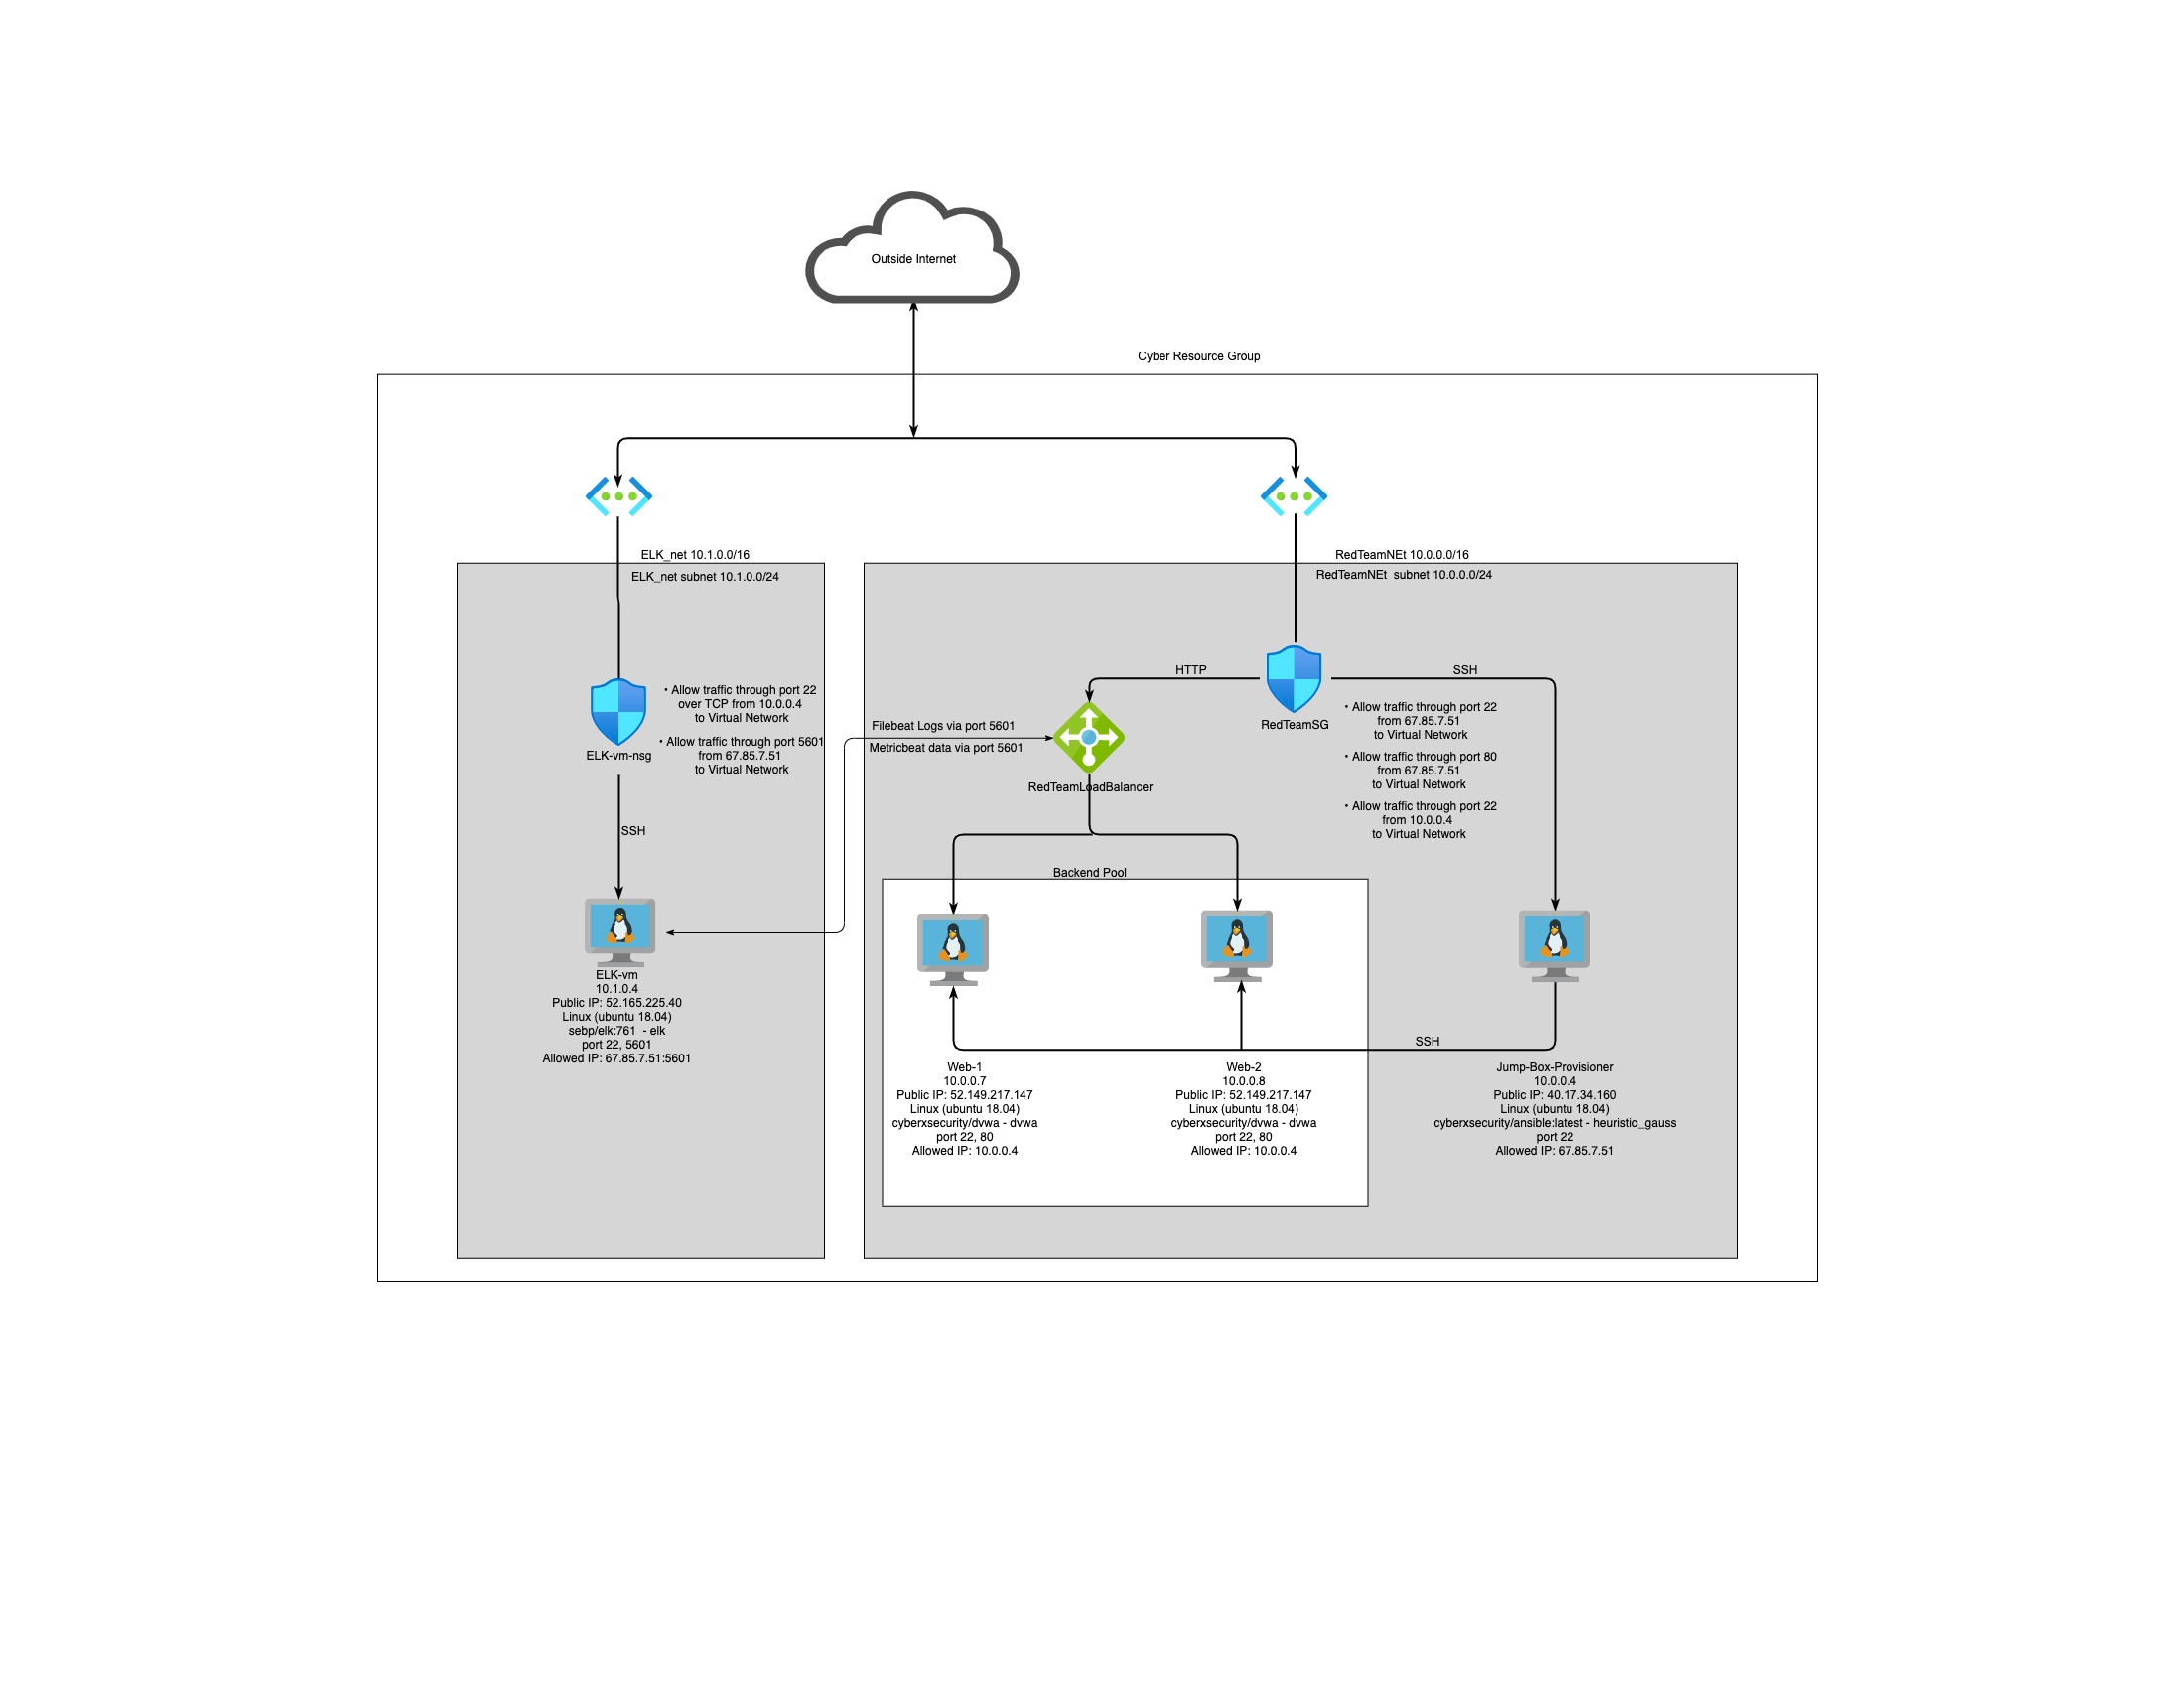 Outside Internet
Cyber Resource Group
ELK_net 10.1.0.0/16
ELK_net subnet 10.1.0.0/24
• Allow traffic through port 22
over TCP from 10.0.0.4
to Virtual Network
• Allow traffic through port 5601
from 67.85.7.51
to Virtual Network
ELK-vm-nsg
SSH
ELK-vm
10.1.0.4
Public IP: 52.165.225.40
Linux (ubuntu 18.04)
sebp/elk:761 - elk
port 22, 5601
Allowed IP: 67.85.7.51:5601
RedTeamNEt 10.0.0.0/16
RedTeamNEt subnet 10.0.0.0/24
HTTP
SSH
RedTeamSG
• Allow traffic through port 22
from 67.85.7.51
to Virtual Network
• Allow traffic through port 80
from 67.85.7.51
to Virtual Network
• Allow traffic through port 22
from 10.0.0.4
to Virtual Network
Filebeat Logs via port 5601
Metricbeat data via port 5601
RedTeamLoadBalancer
Backend Pool
SSH
Web-1
10.0.0.7
Public IP: 52.149.217.147
Linux (ubuntu 18.04)
cyberxsecurity/dvwa - dvwa
port 22, 80
Allowed IP: 10.0.0.4
Web-2
10.0.0.8
Public IP: 52.149.217.147
Linux (ubuntu 18.04)
cyberxsecurity/dvwa - dvwa
port 22, 80
Allowed IP: 10.0.0.4
Jump-Box-Provisioner
10.0.0.4
Public IP: 40.17.34.160
Linux (ubuntu 18.04)
cyberxsecurity/ansible:latest - heuristic_gauss
port 22
Allowed IP: 67.85.7.51